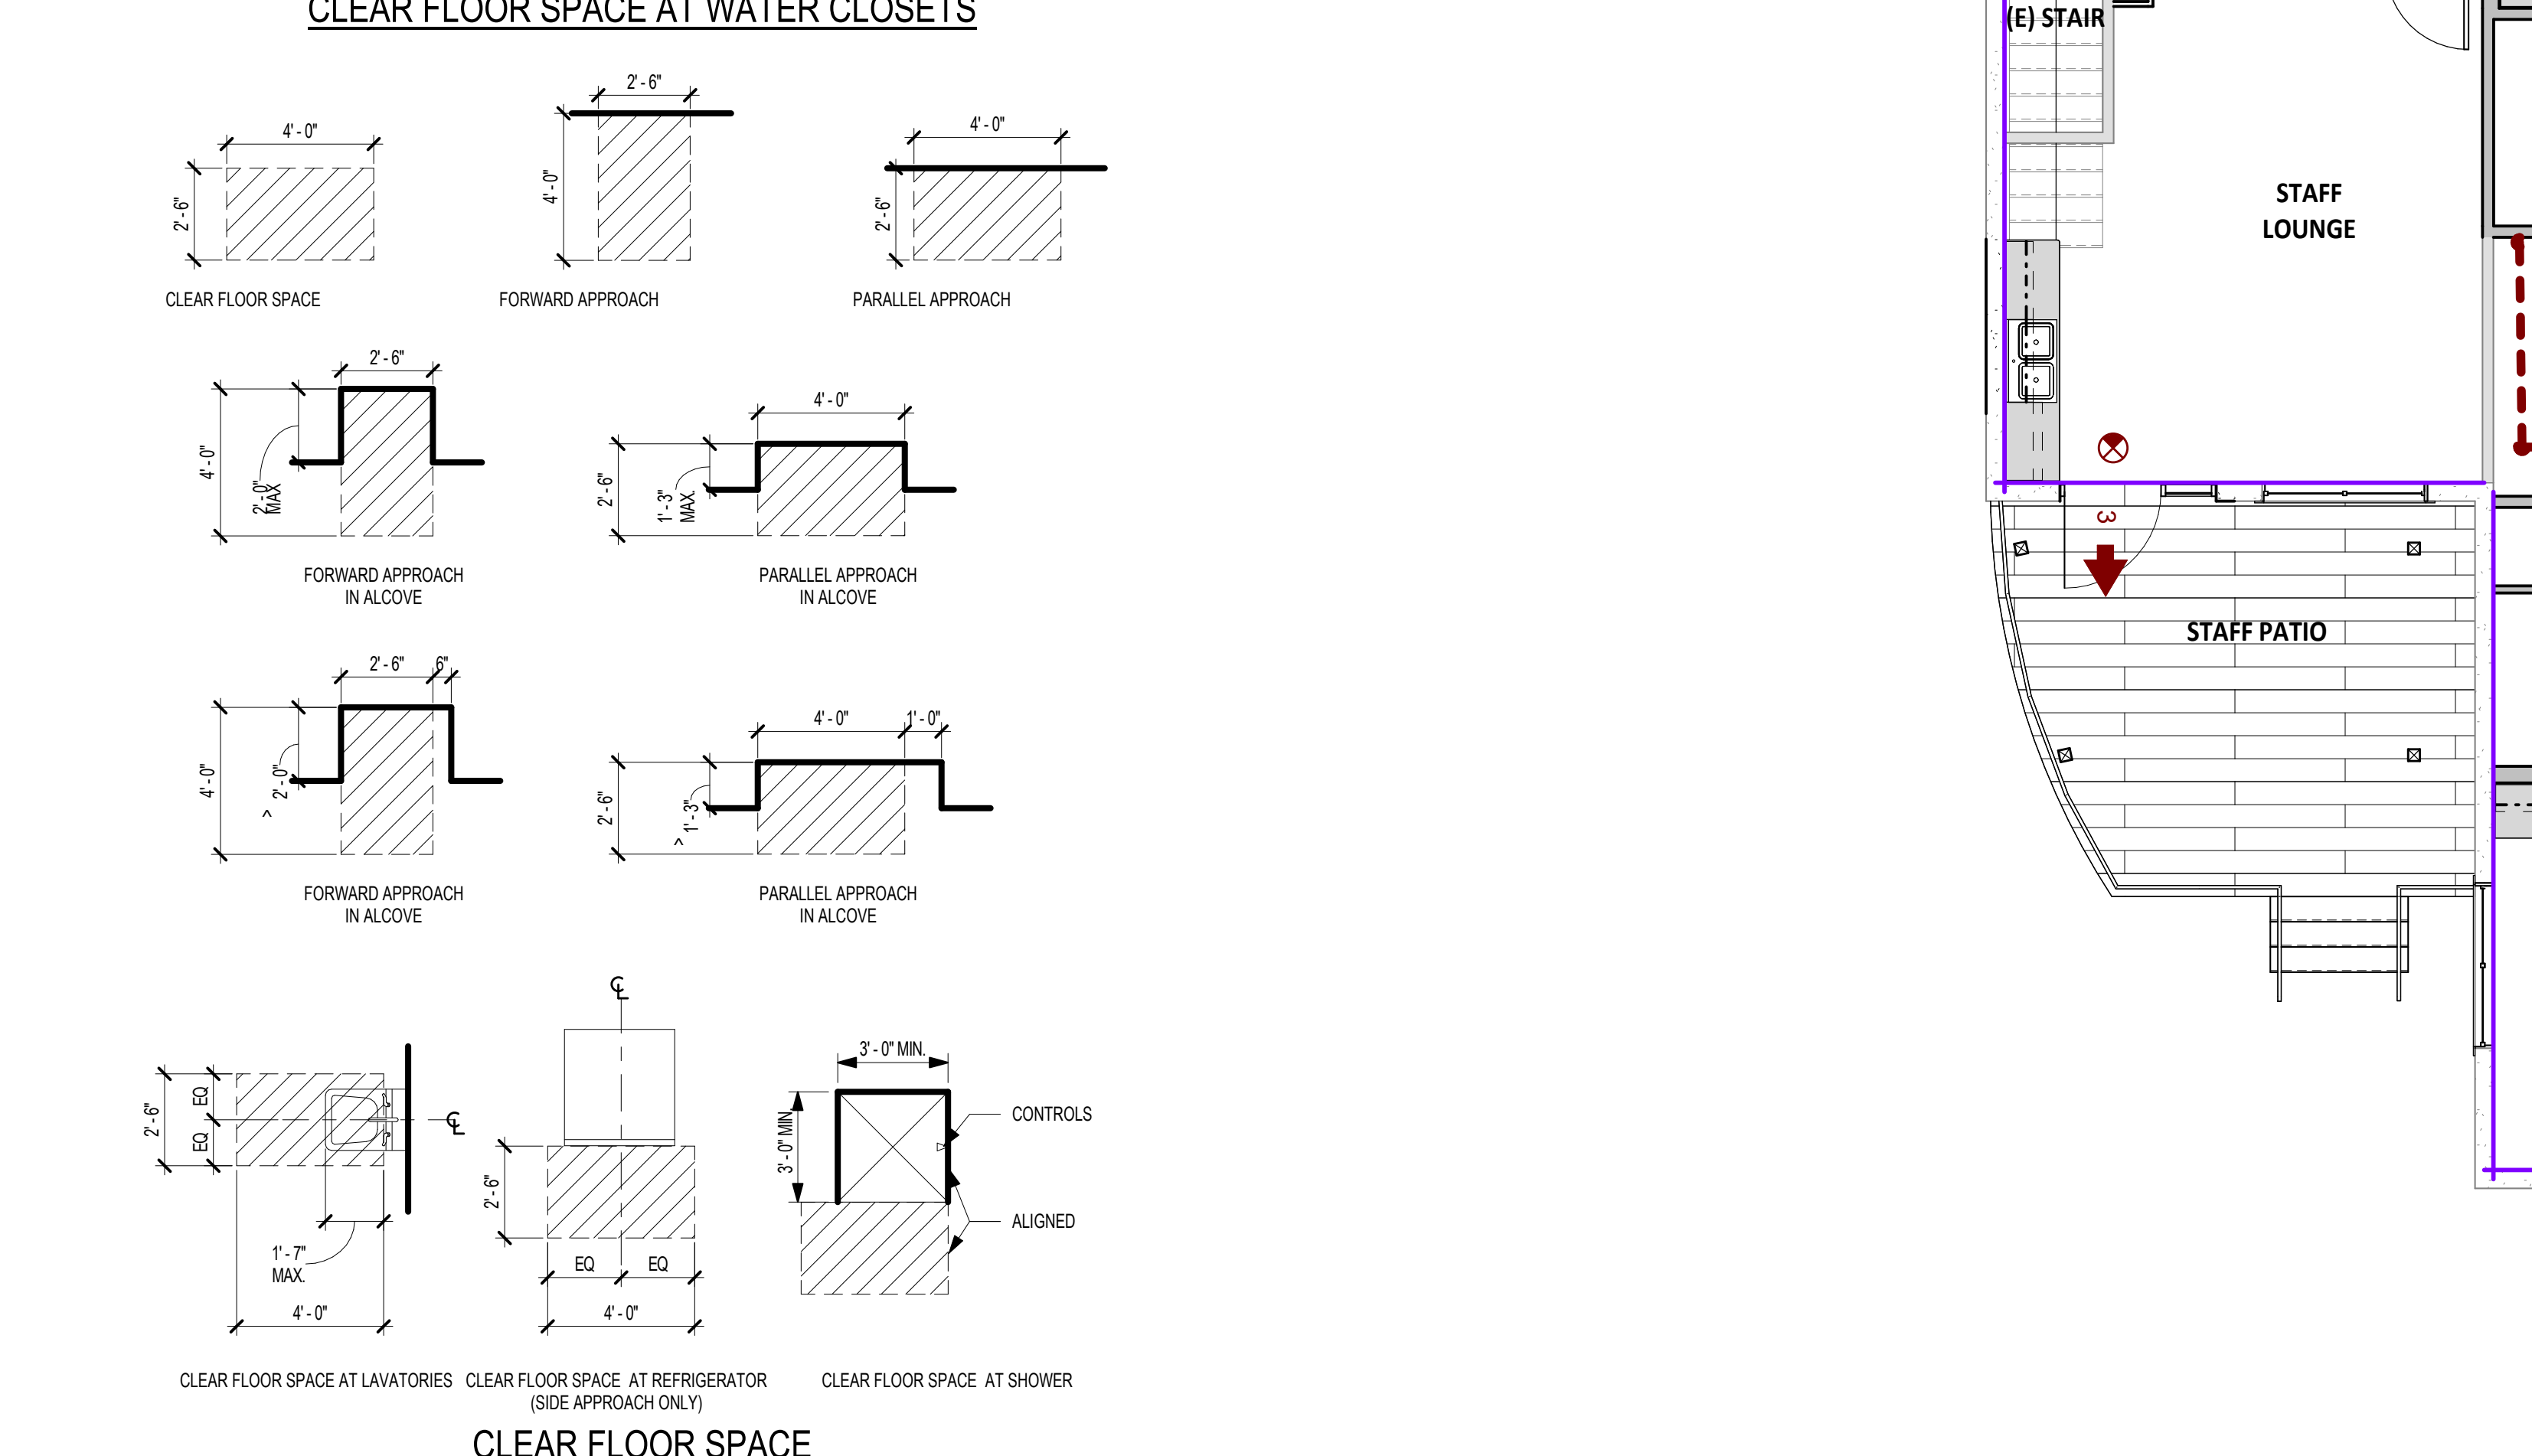 CLEAR FLOOR SPACE AT WATER CLOSETS
4' - 0"
2' - 6"
CLEAR FLOOR SPACE
2' - 6"
4' - 0"
FORWARD APPROACH
4' - 0"
2' - 6"
PARALLEL APPROACH
2' - 6"
4' - 0"
2' - 0"
MAX
FORWARD APPROACH
IN ALCOVE
4' - 0"
2' - 6"
1' - 3"
MAX.
PARALLEL APPROACH
IN ALCOVE
2' - 6" 6"
4' - 0"
2' - 0"
>
FORWARD APPROACH
IN ALCOVE
4' - 0" 1' - 0"
2' - 6"
1' - 3"
>
PARALLEL APPROACH
IN ALCOVE
2' - 6"
EQ
EQ
CL
1' - 7"
MAX.
4' - 0"
CLEAR FLOOR SPACE AT LAVATORIES
CL
2' - 6"
EQ EQ
4' - 0"
CLEAR FLOOR SPACE AT REFRIGERATOR
(SIDE APPROACH ONLY)
3' - 0" MIN.
3' - 0" MIN.
CONTROLS
ALIGNED
CLEAR FLOOR SPACE AT SHOWER
CLEAR FLOOR SPACE
(E) STAIR
STAFF
LOUNGE
3
STAFF PATIO